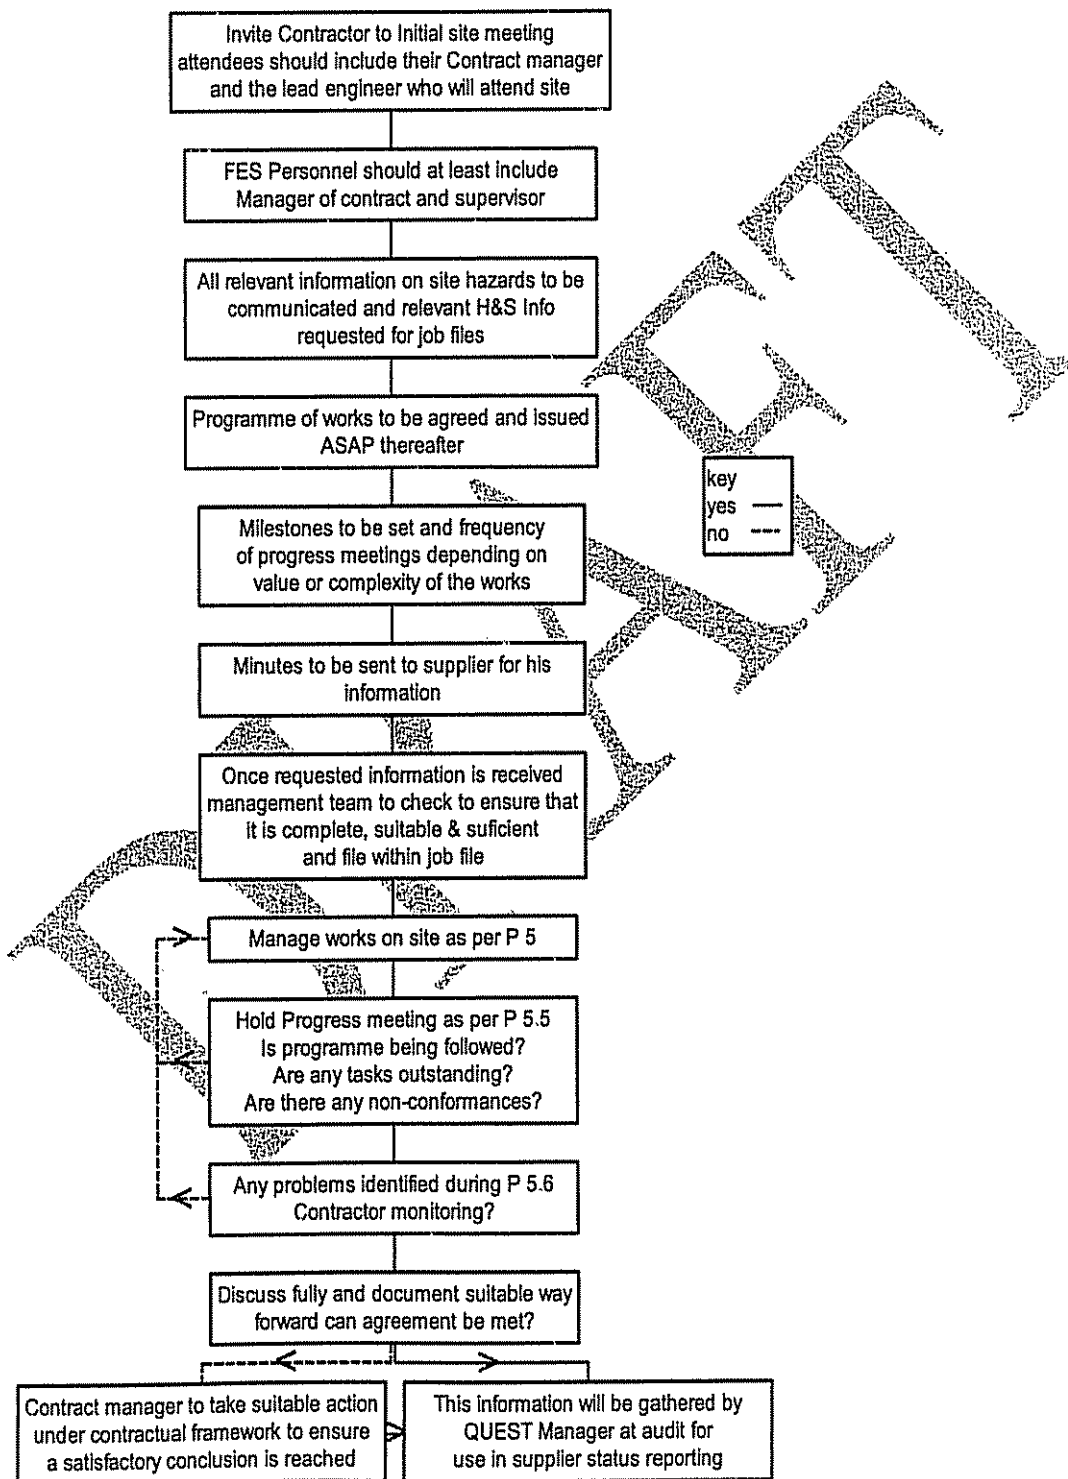 Invite Contractor to Initial site meeting
attendees should include their Contract manager
and the lead engineer who will attend site
FES Personnel should at least include
Manager of contract and supervisor
All relevant information on site hazards to be
communicated and relevant H&S Info
requested for job files
Programme of works to be agreed and issued
ASAP thereafter
key
yes
no
Milestones to be set and frequency
of progress meetings depending on
value or complexity of the works
Minutes to be sent to supplier for his
information
Once requested information is received
management team to check to ensure that
it is complete, suitable & suficient
and file within job file
Manage works on site as per P 5
Hold Progress meeting as per P 5.5
Is programme being followed?
Are any tasks outstanding?
Are there any non-conformances?
Any problems identified during P 5.6
Contractor monitoring?
Discuss fully and document suitable way
forward can agreement be met?
Contract manager to take suitable action
under contractual framework to ensure
a satisfactory conclusion is reached
This information will be gathered by
QUEST Manager at audit for
use in supplier status reporting